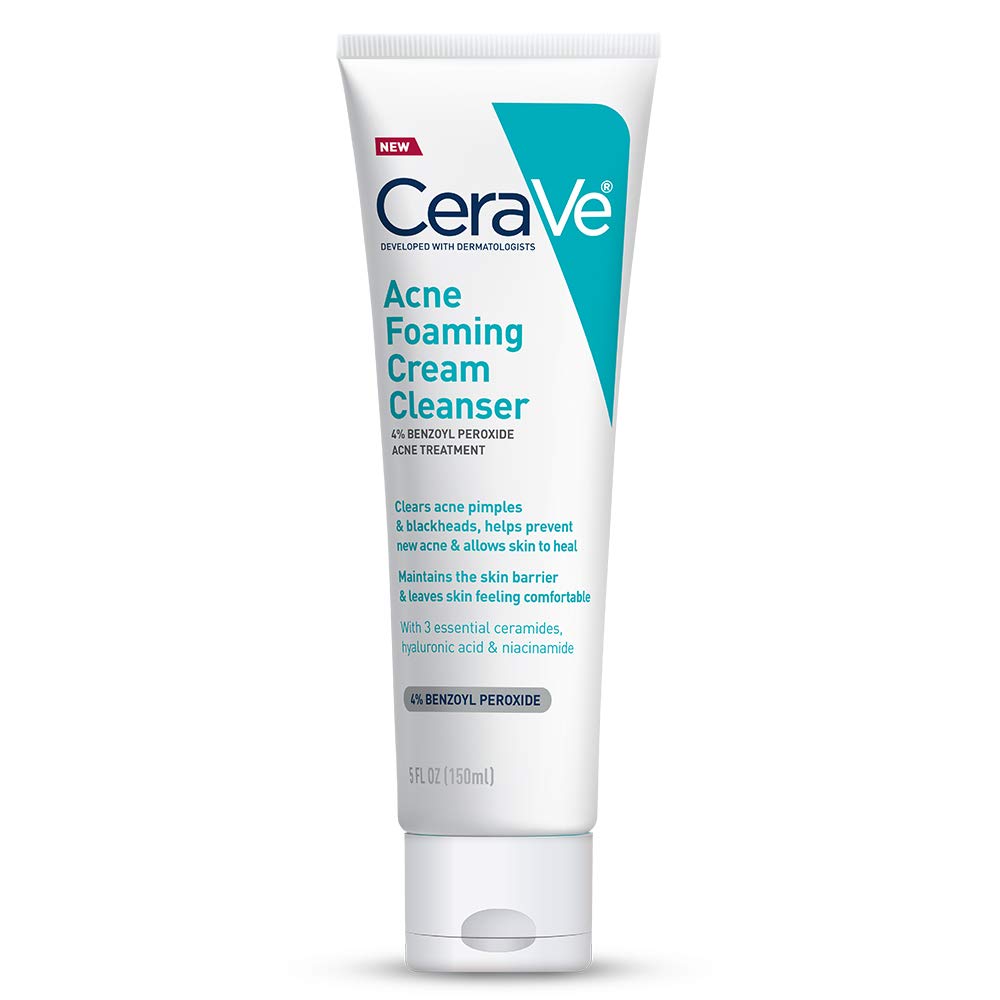 NEW
CeraVe®
DEVELOPED WITH DERMATOLOGISTS
Acne
Foaming
Cream
Cleanser
4% BENZOYL PEROXIDE
ACNE TREATMENT
Clears acne pimples
& blackheads, helps prevent
new acne & allows skin to heal
Maintains the skin barrier
& leaves skin feeling comfortable
With 3 essential ceramides,
hyaluronic acid & niacinamide
4% BENZOYL PEROXIDE
5 FL OZ (150ml)